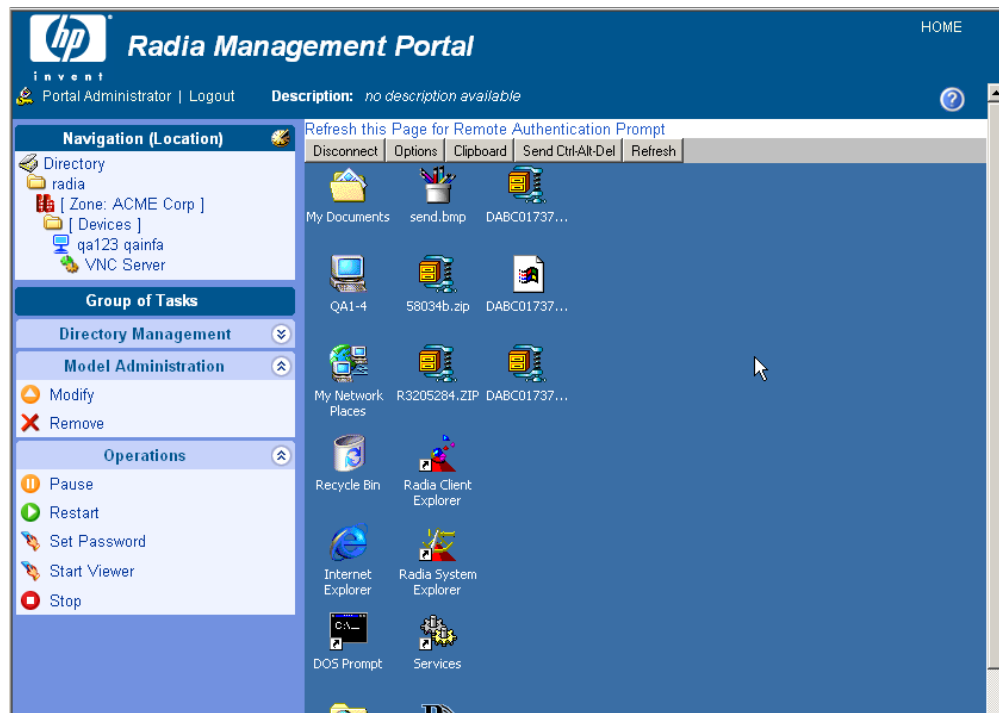 hp
invent
Radia Management Portal
HOME
Portal Administrator | Logout
Description: no description available
?
Navigation (Location)
Directory
radia
[ Zone: ACME Corp ]
[ Devices ]
qa123 qainfa
VNC Server
Group of Tasks
Directory Management
Model Administration
Modify
Remove
Operations
Pause
Restart
Set Password
Start Viewer
Stop
Refresh this Page for Remote Authentication Prompt
Disconnect Options Clipboard Send Ctrl-Alt-Del Refresh
My Documents send.bmp DABC01737...
QA1-4 58034b.zip DABC01737...
My Network R3205284.ZIP DABC01737...
Places
Recycle Bin Radia Client
Explorer
Internet Radia System
Explorer Explorer
C:\_
DOS Prompt Services